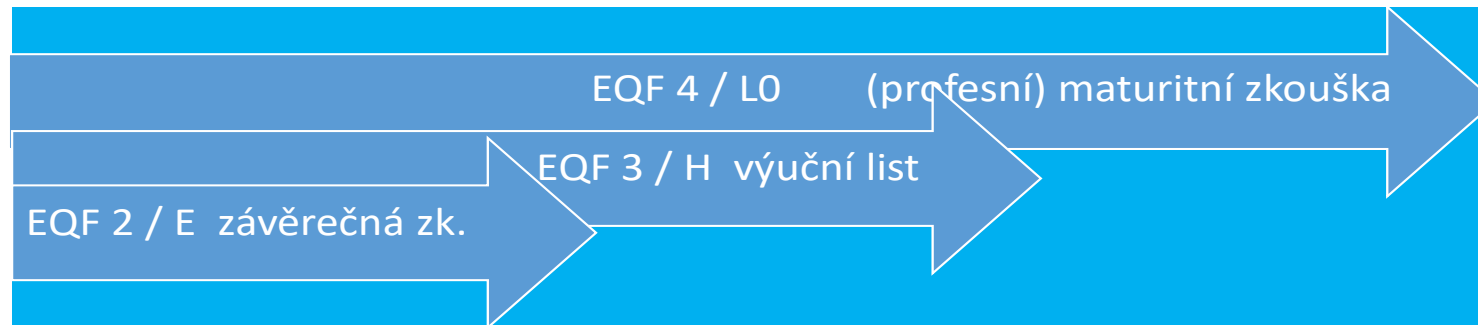 EQF 4 / L0 (profesní) maturitní zkouška
EQF 3 / H výuční list
EQF 2 / E závěrečná zk.